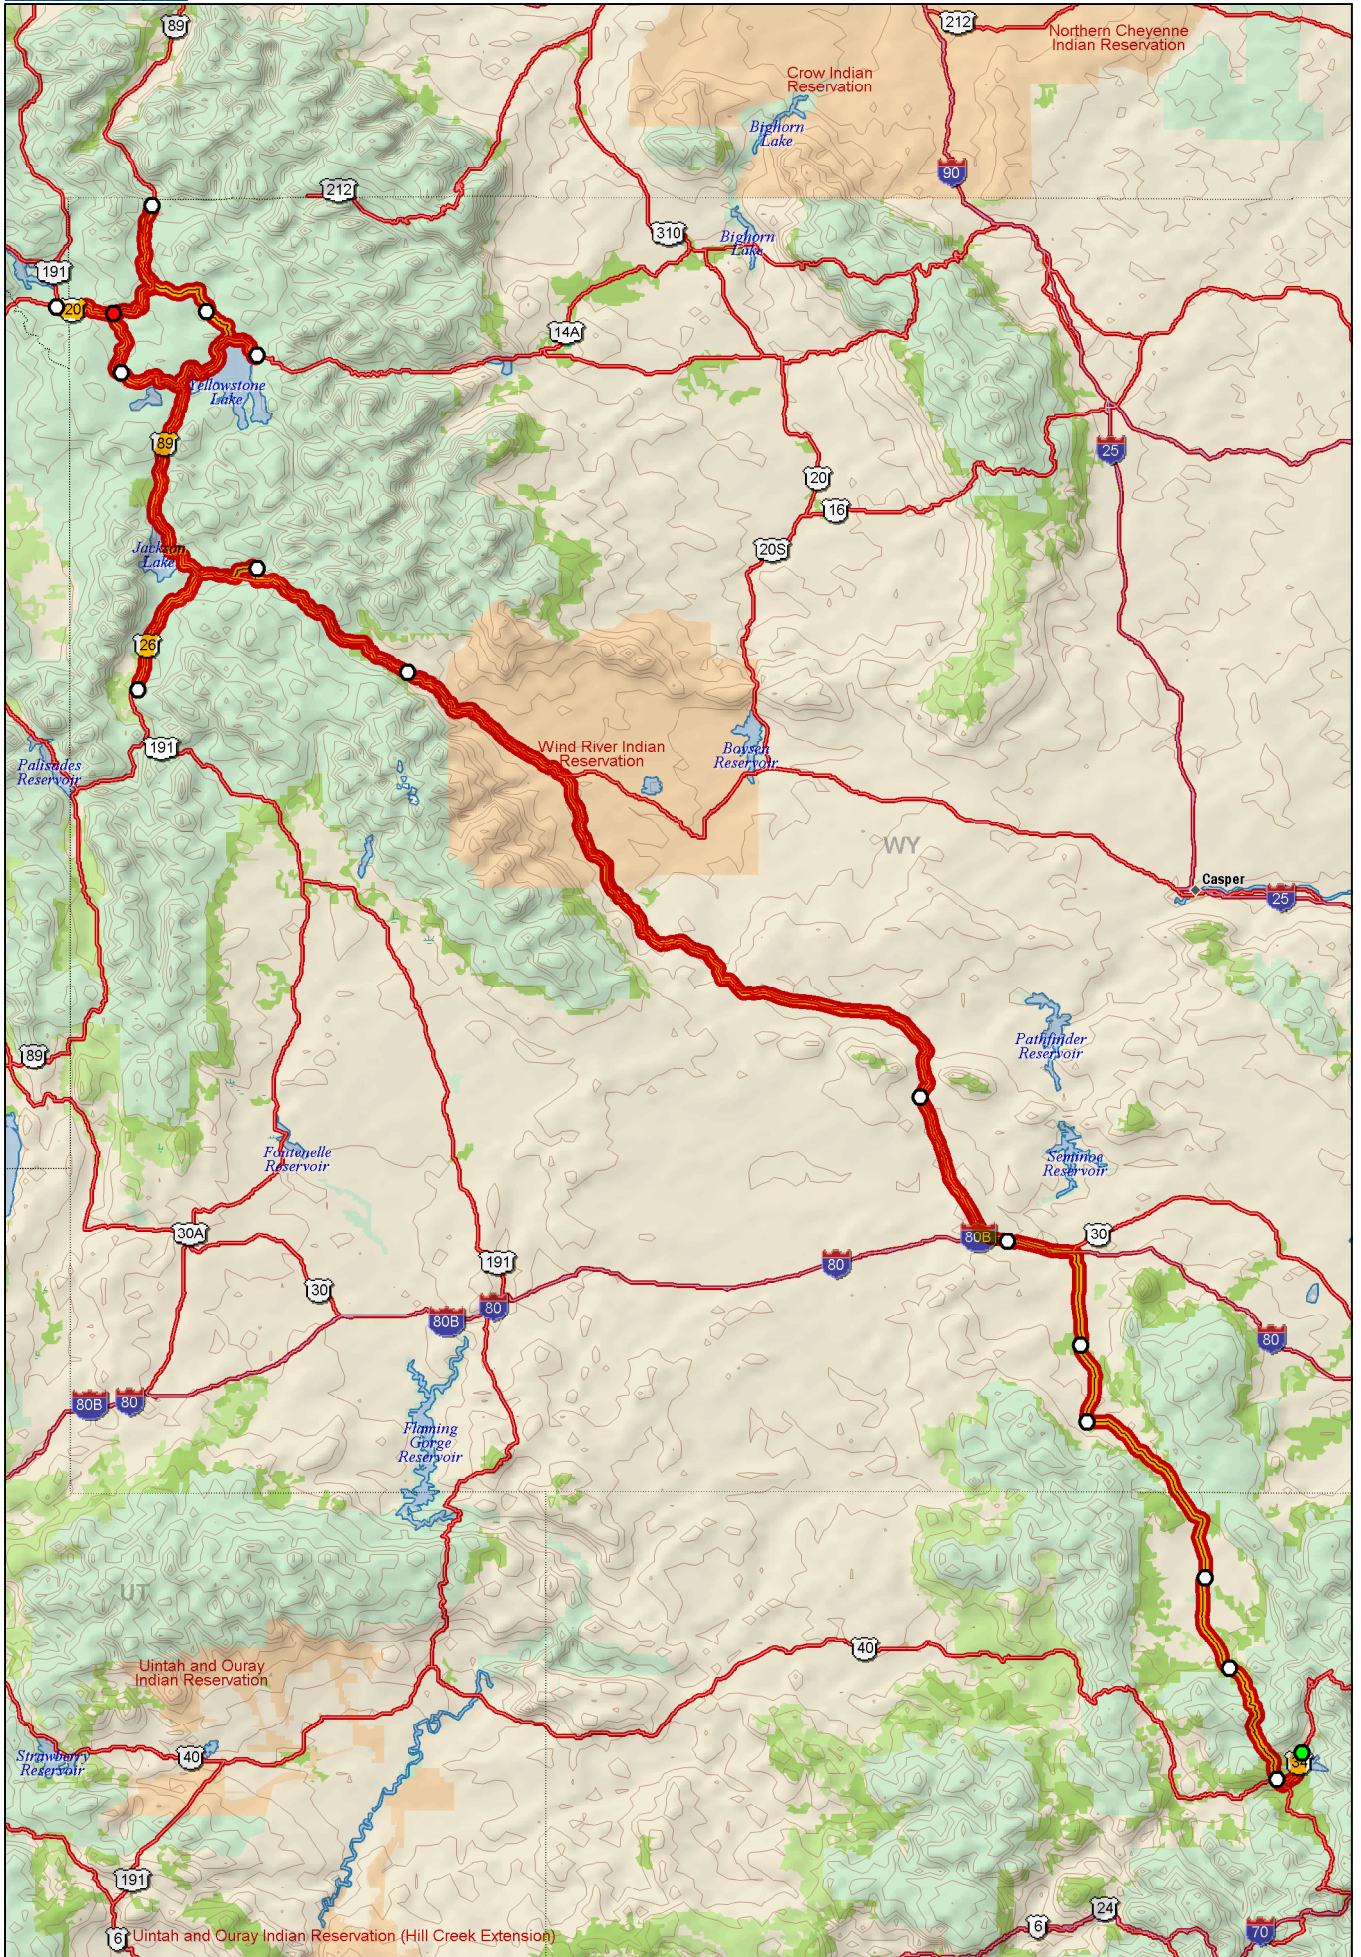 89
212
Northern Cheyenne
Indian Reservation
Crow Indian
Reservation
Bighorn
Lake
90
212
310
Bighorn
Lake
191
20
14A
Yellowstone
Lake
89
25
20
16
20S
Jackson
Lake
26
191
Wind River Indian
Reservation
Boysen
Reservoir
Palisades
Reservoir
WY
Casper
25
89
Pathfinder
Reservoir
Fontenelle
Reservoir
Seminoe
Reservoir
30A
80B
30
191
80
30
80
80B
80
80B
80
Flaming
Gorge
Reservoir
UT
40
Uintah and Ouray
Indian Reservation
Strawberry
Reservoir
40
34
191
24
6
70
6
Uintah and Ouray Indian Reservation (Hill Creek Extension)